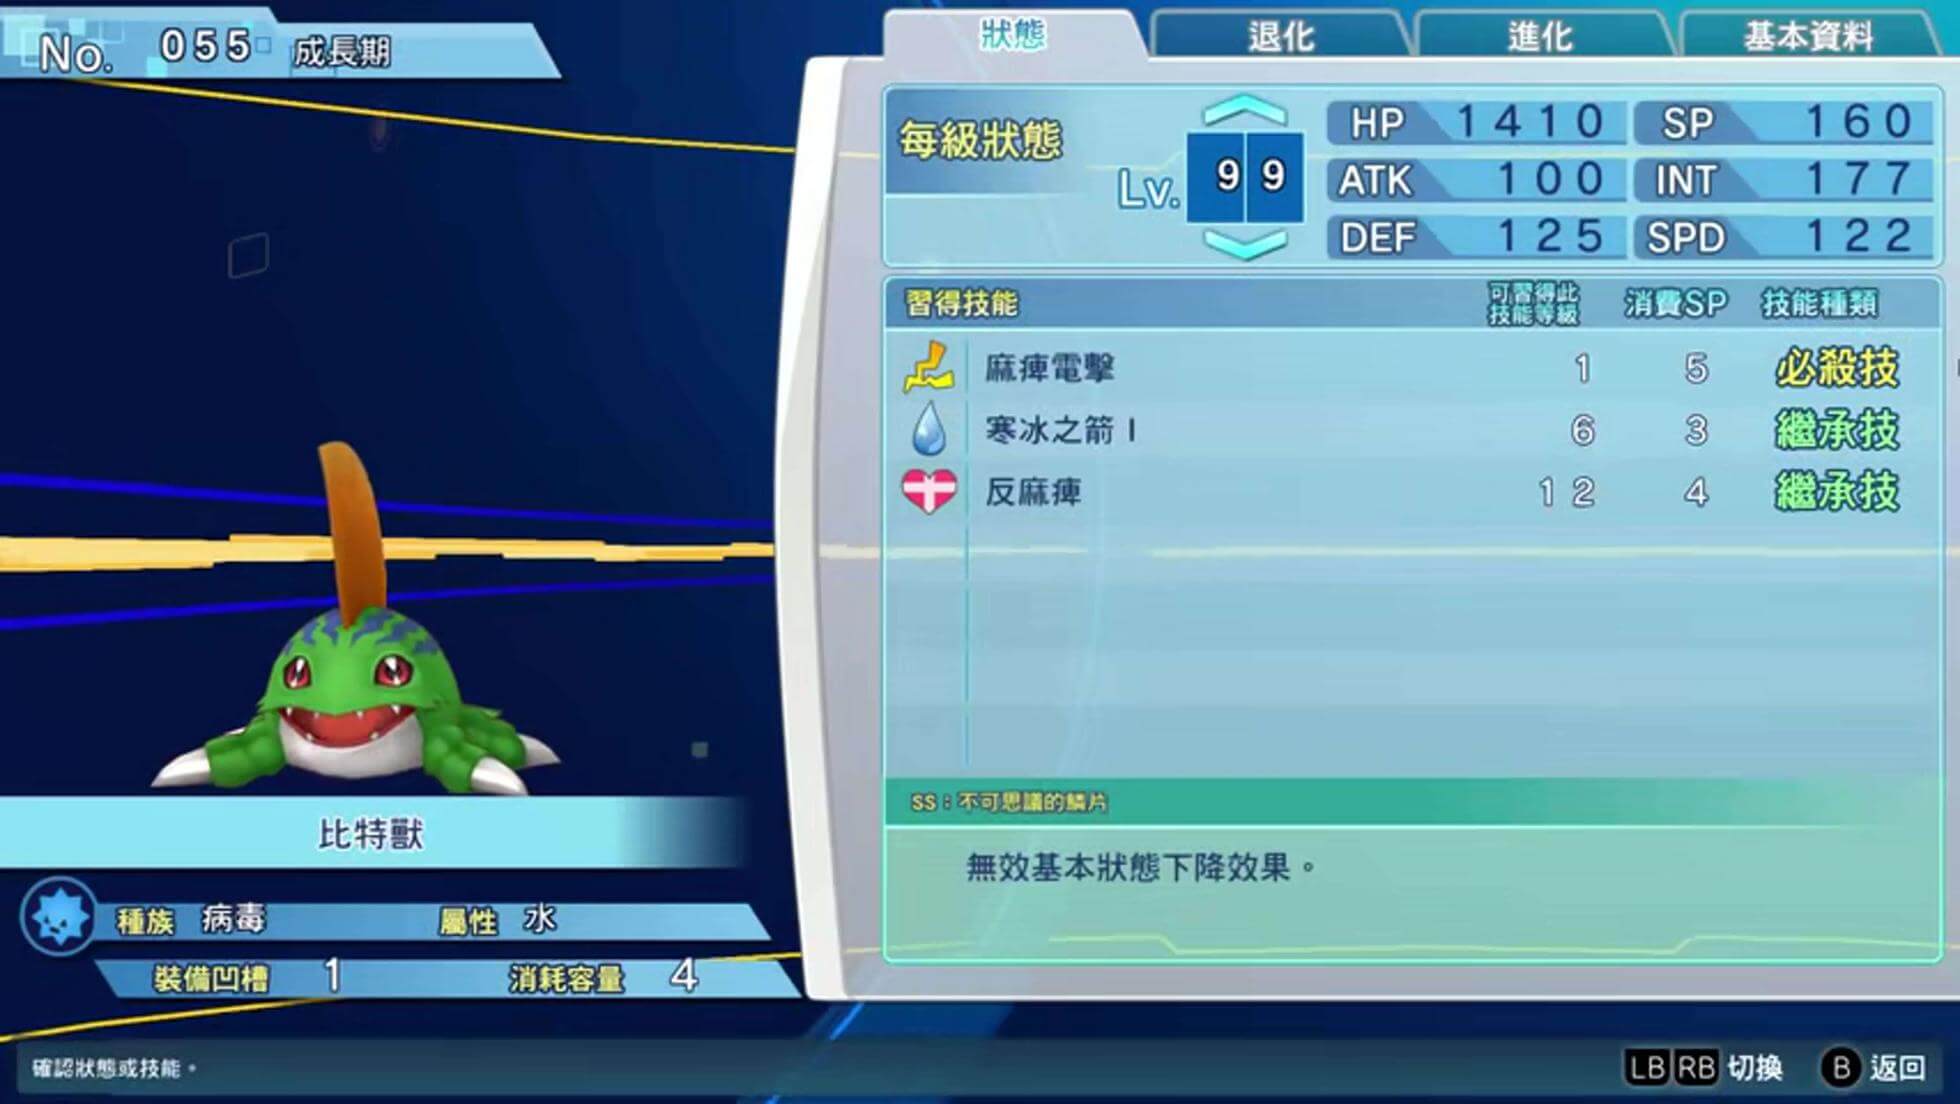 No. 055 成長期
狀態 退化 進化 基本資料
每級狀態
Lv. 99
HP 1410 SP 160
ATK 100 INT 177
DEF 125 SPD 122
習得技能 可習得此技能等級 消費SP 技能種類
麻痺電擊 1 5 必殺技
寒冰之箭 I 6 3 繼承技
反麻痺 12 4 繼承技
SS：不可思議的鱗片
無效基本狀態下降效果。
比特獸
種族 病毒 屬性 水
裝備凹槽 1 消耗容量 4
確認狀態或技能。
LB RB 切換 B 返回